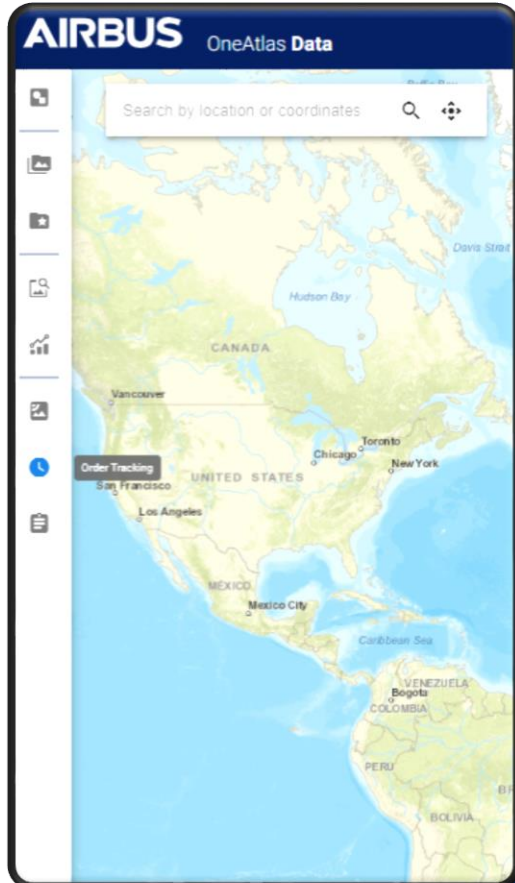 AIRBUS OneAtlas Data
Search by location or coordinates
Baffin Bay
Davis Strait
Hudson Bay
CANADA
Vancouver
Toronto
Chicago
New York
Order Tracking
San Francisco
UNITED STATES
Los Angeles
MÉXICO
Mexico City
Caribbean Sea
VENEZUELA
Bogota
COLOMBIA
PERU
BR
BOLIVIA